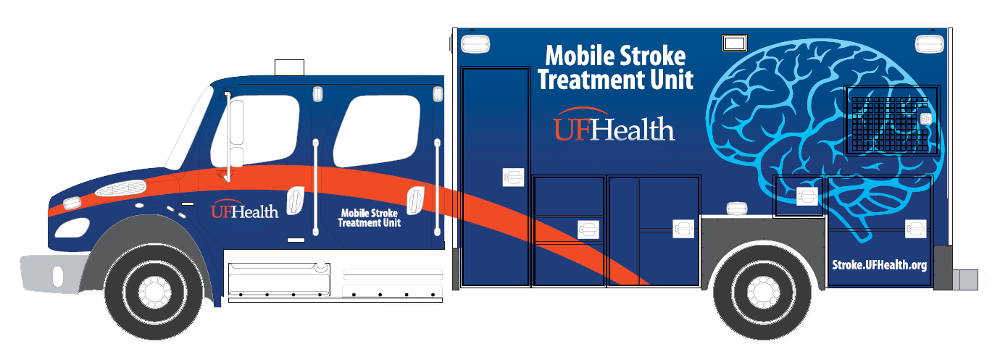 Mobile Stroke
Treatment Unit
UFHealth
UFHealth
Mobile Stroke
Treatment Unit
Stroke.UFHealth.org